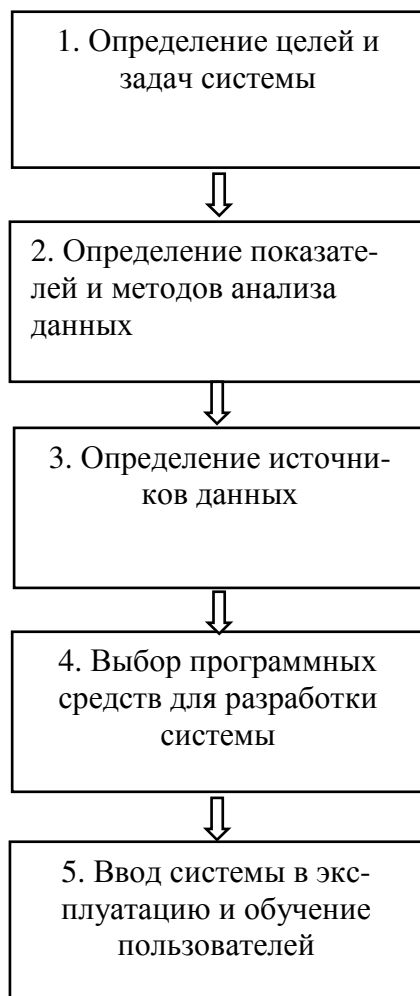 1. Определение целей и
задач системы
2. Определение показате-
лей и методов анализа
данных
3. Определение источни-
ков данных
4. Выбор программных
средств для разработки
системы
5. Ввод системы в экс-
плуатацию и обучение
пользователей